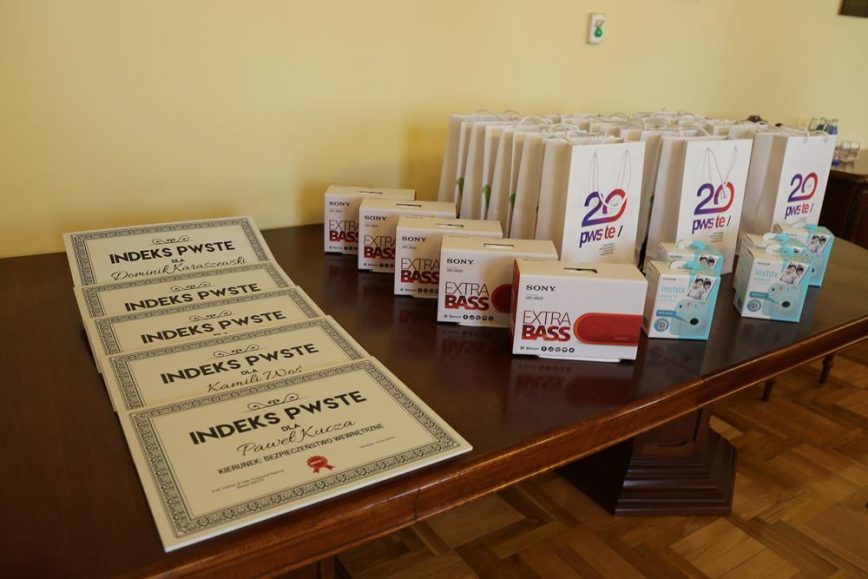 INDEKS PWSTE
DLA
Dominik Karaszewski
INDEKS PWSTE
INDEKS PWSTE
INDEKS PWSTE
DLA
Kamili Woś
INDEKS PWSTE
DLA
Paweł Kucza
KIERUNEK: BEZPIECZEŃSTWO WEWNĘTRZNE
SONY
EXTRA
BASS
SONY
EXTRA
BASS
SONY
EXTRA
BASS
SONY
EXTRA
BASS
SONY
EXTRA
BASS
20
pwste/
20
pwste/
20
pwste/
instax
instax